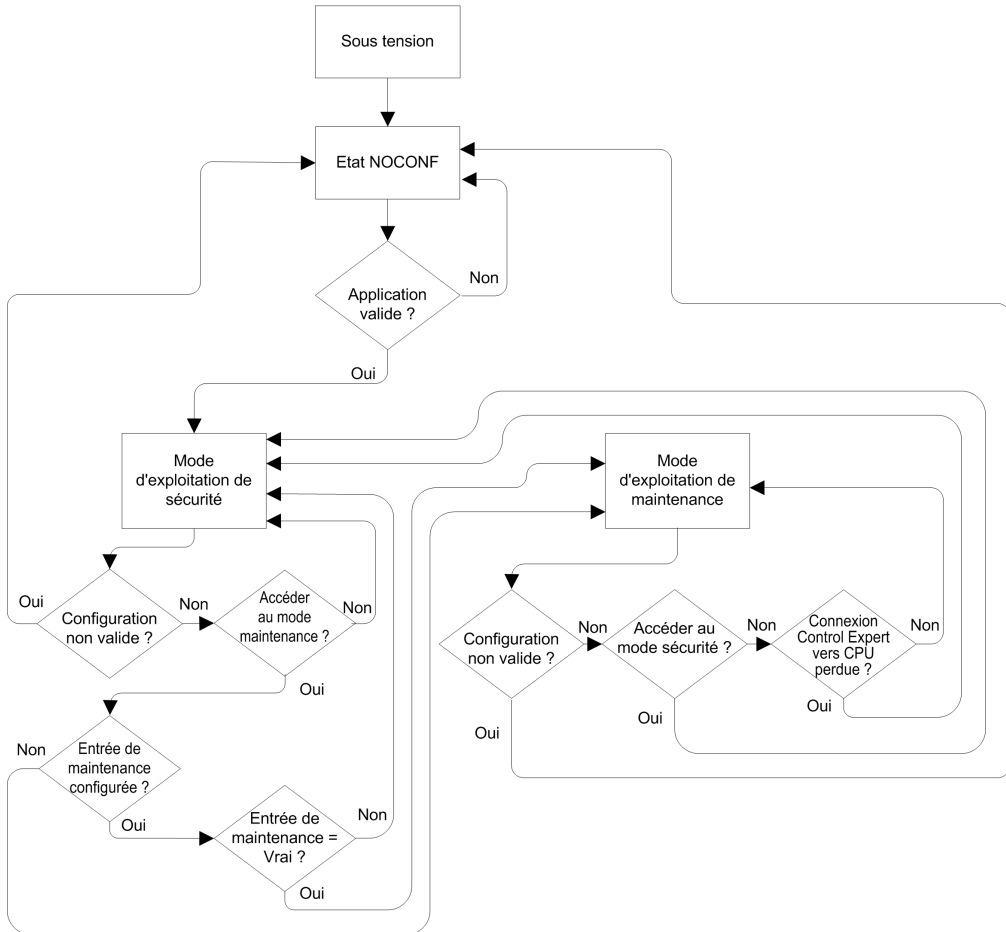 Sous tension
Etat NOCONF
Non
Application
valide ?
Oui
Mode
d'exploitation de
sécurité
Mode
d'exploitation de
maintenance
Oui
Configuration
non valide ?
Non
Accéder
au mode
maintenance ?
Non
Configuration
non valide ?
Non
Accéder au
mode sécurité ?
Non
Connexion
Control Expert
vers CPU
perdue ?
Non
Oui
Oui
Oui
Oui
Non
Entrée de
maintenance
configurée ?
Oui
Entrée de
maintenance =
Vrai ?
Non
Oui